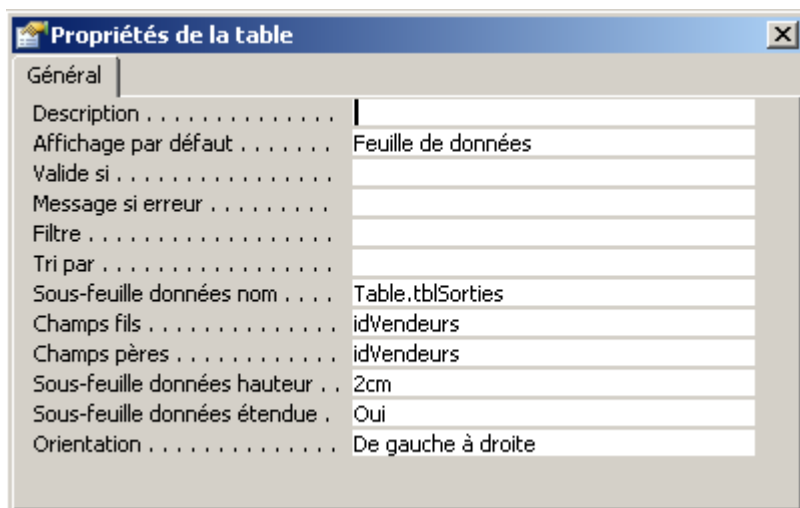 Propriétés de la table
Général
Description . . . . . . . . . . . . . .
Affichage par défaut . . . . . . . Feuille de données
Valide si . . . . . . . . . . . . . . . .
Message si erreur . . . . . . . . .
Filtre . . . . . . . . . . . . . . . . . .
Tri par . . . . . . . . . . . . . . . . .
Sous-feuille données nom . . . . Table.tblSorties
Champs fils . . . . . . . . . . . . . . idVendeurs
Champs pères . . . . . . . . . . . . idVendeurs
Sous-feuille données hauteur . . 2cm
Sous-feuille données étendue . Oui
Orientation . . . . . . . . . . . . . . De gauche à droite